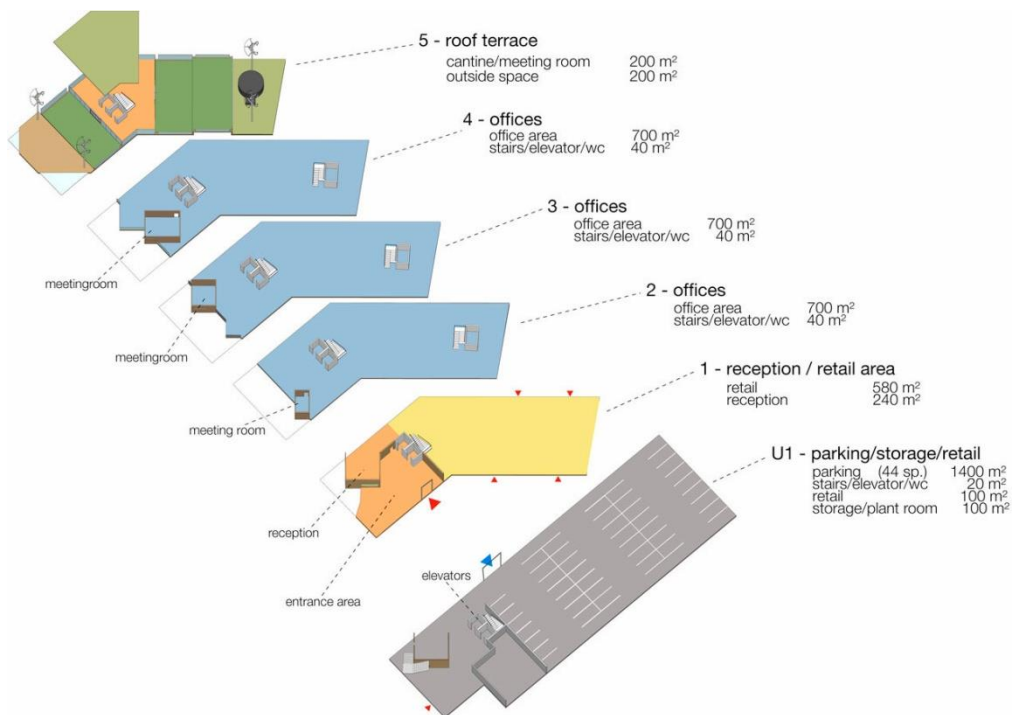 5 - roof terrace
cantine/meeting room 200 m²
outside space 200 m²
4 - offices
office area 700 m²
stairs/elevator/wc 40 m²
meetingroom
3 - offices
office area 700 m²
stairs/elevator/wc 40 m²
meetingroom
2 - offices
office area 700 m²
stairs/elevator/wc 40 m²
meeting room
1 - reception / retail area
retail 580 m²
reception 240 m²
reception
entrance area
U1 - parking/storage/retail
parking (44 sp.) 1400 m²
stairs/elevator/wc 20 m²
retail 100 m²
storage/plant room 100 m²
elevators